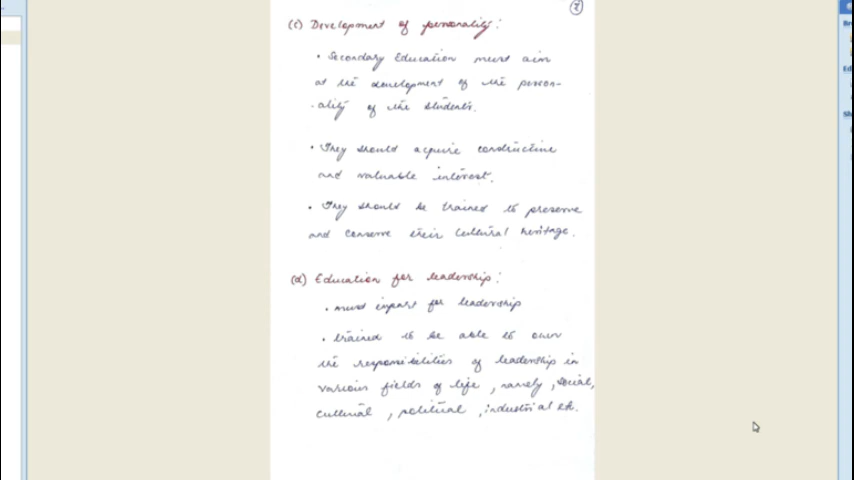 (c) Development of personality:
• Secondary Education must aim
at the development of the person-
-ality of the students.
• They should acquire constructive
and valuable interest.
• They should be trained to preserve
and conserve their cultural heritage.
(d) Education for leadership:
• must impart for leadership
• trained to be able to own
the responsibilities of leadership in
various fields of life, namely, social,
cultural, political, industrial etc.